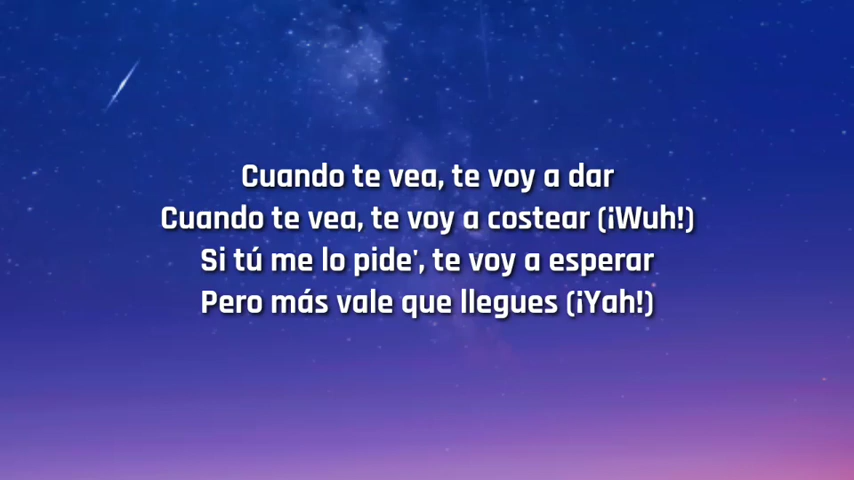 Cuando te vea, te voy a dar
Cuando te vea, te voy a costear (¡Wuh!)
Si tú me lo pide', te voy a esperar
Pero más vale que llegues (¡Yah!)